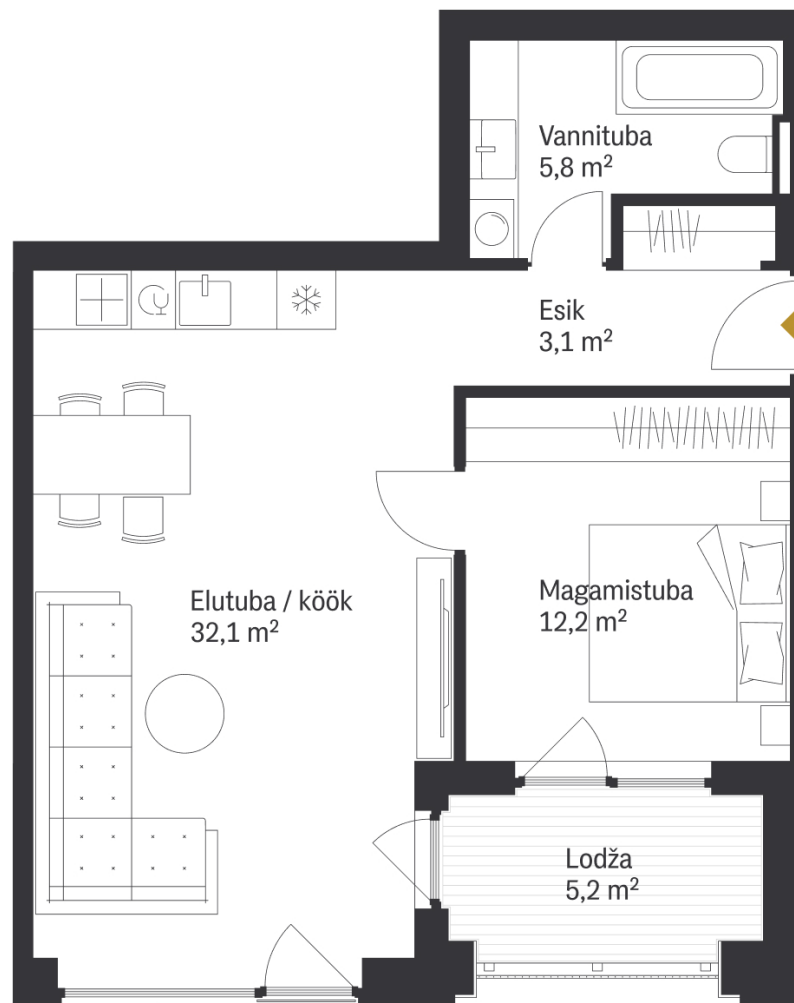 Vannituba
5,8 m²
Esik
3,1 m²
Elutuba / köök
32,1 m²
Magamistuba
12,2 m²
Lodža
5,2 m²